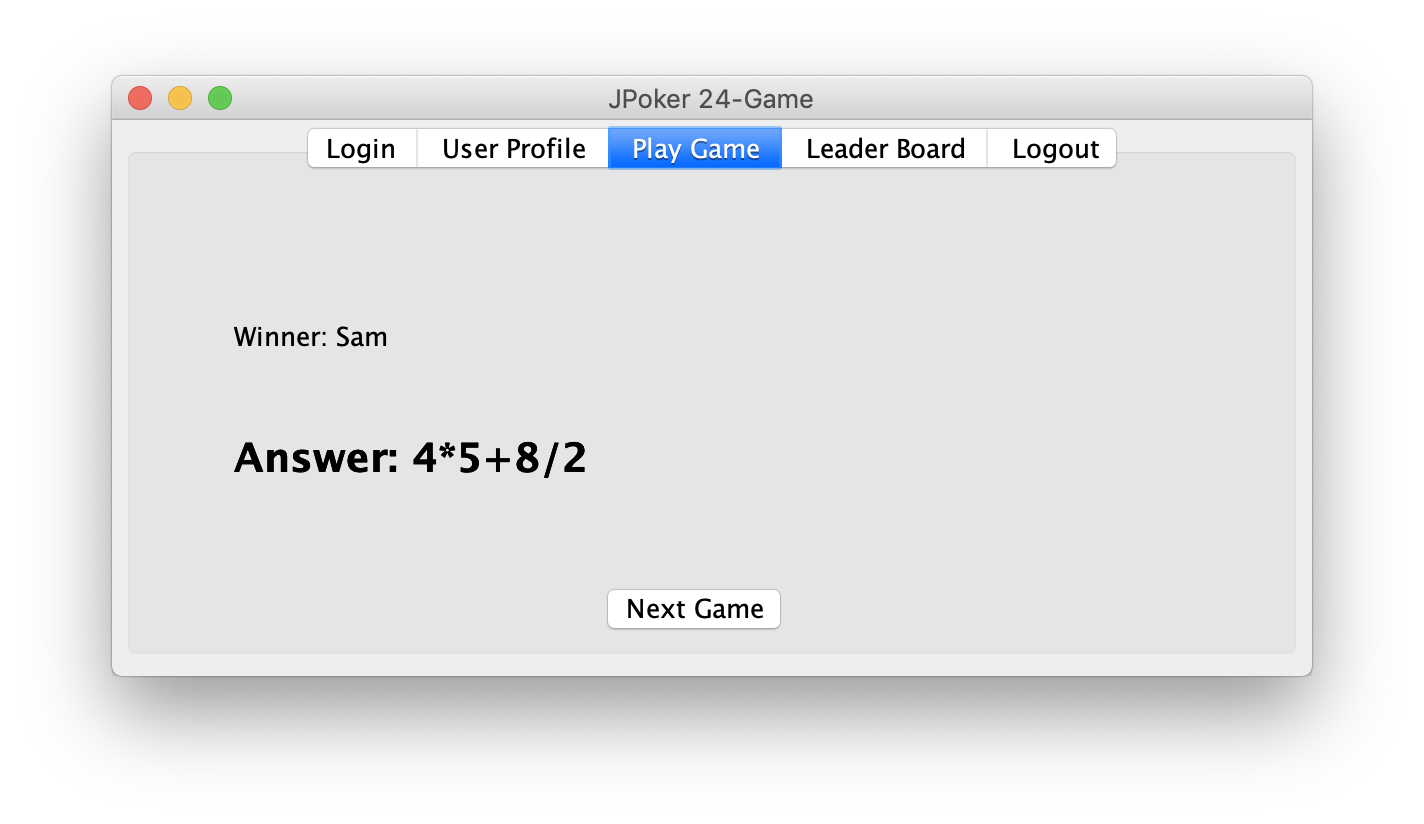 JPoker 24-Game
Login User Profile Play Game Leader Board Logout
Winner: Sam
Answer: 4*5+8/2
Next Game